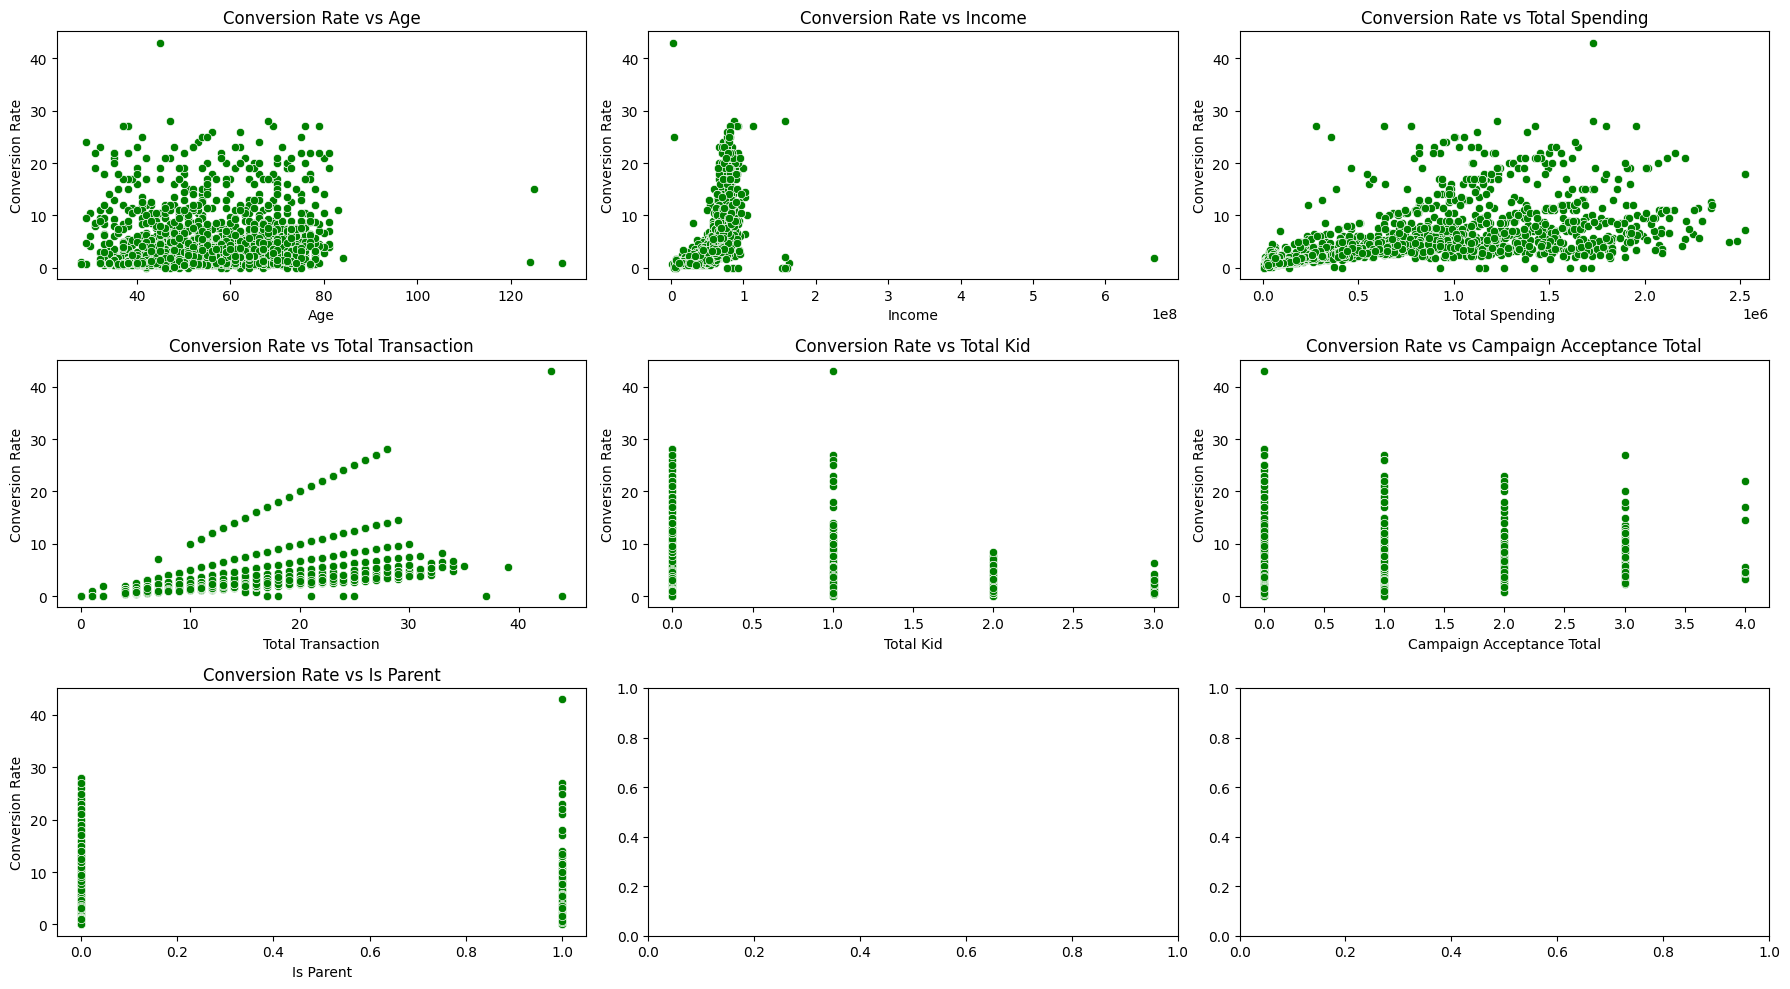 Conversion Rate vs Age
Conversion Rate
40
30
20
10
0
40 60 80 100 120
Age
Conversion Rate vs Income
Conversion Rate
40
30
20
10
0
0 1 2 3 4 5 6
1e8
Income
Conversion Rate vs Total Spending
Conversion Rate
40
30
20
10
0
0.0 0.5 1.0 1.5 2.0 2.5
1e6
Total Spending
Conversion Rate vs Total Transaction
Conversion Rate
40
30
20
10
0
0 10 20 30 40
Total Transaction
Conversion Rate vs Total Kid
Conversion Rate
40
30
20
10
0
0.0 0.5 1.0 1.5 2.0 2.5 3.0
Total Kid
Conversion Rate vs Campaign Acceptance Total
Conversion Rate
40
30
20
10
0
0.0 0.5 1.0 1.5 2.0 2.5 3.0 3.5 4.0
Campaign Acceptance Total
Conversion Rate vs Is Parent
Conversion Rate
40
30
20
10
0
0.0 0.2 0.4 0.6 0.8 1.0
Is Parent
1.0
0.8
0.6
0.4
0.2
0.0
0.0 0.2 0.4 0.6 0.8 1.0
1.0
0.8
0.6
0.4
0.2
0.0
0.0 0.2 0.4 0.6 0.8 1.0